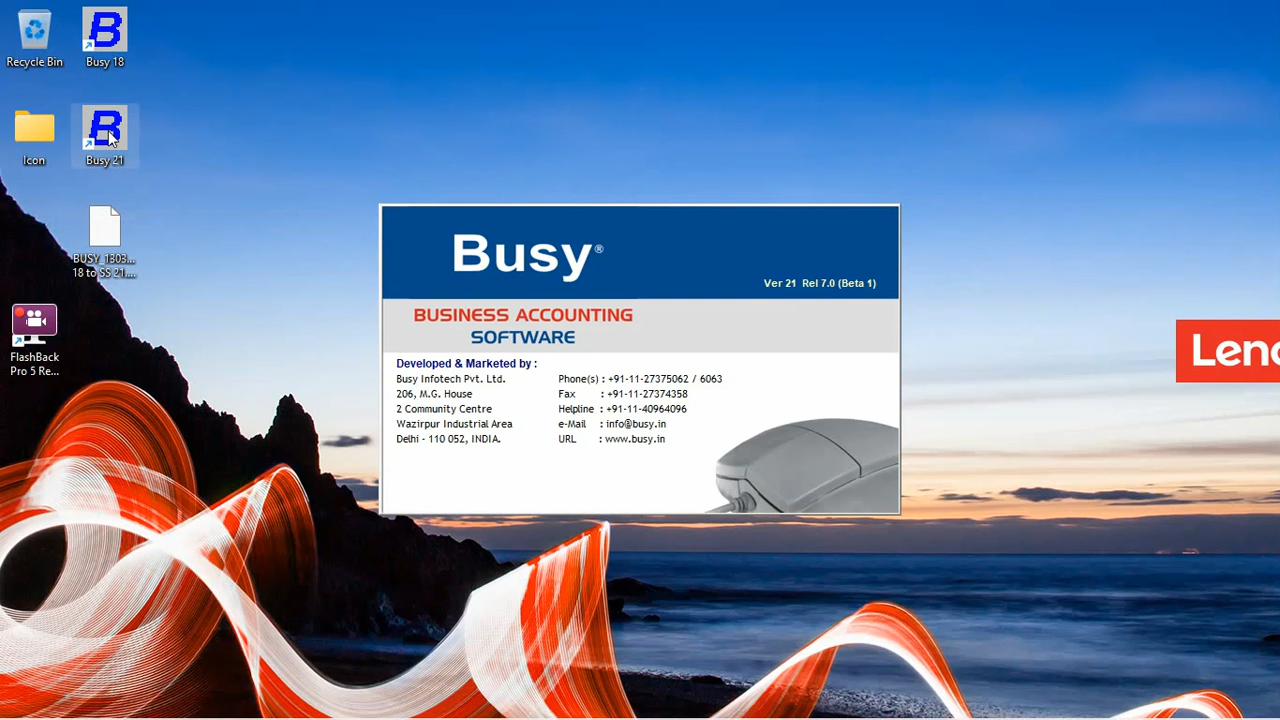 Recycle Bin
Busy 18
Icon
Busy 21
BUSY_1303...
18 to SS 21....
FlashBack
Pro 5 Re...
Busy®
Ver 21 Rel 7.0 (Beta 1)
BUSINESS ACCOUNTING
SOFTWARE
Developed & Marketed by :
Busy Infotech Pvt. Ltd. Phone(s) : +91-11-27375062 / 6063
206, M.G. House Fax : +91-11-27374358
2 Community Centre Helpline : +91-11-40964096
Wazirpur Industrial Area e-Mail : info@busy.in
Delhi - 110 052, INDIA. URL : www.busy.in